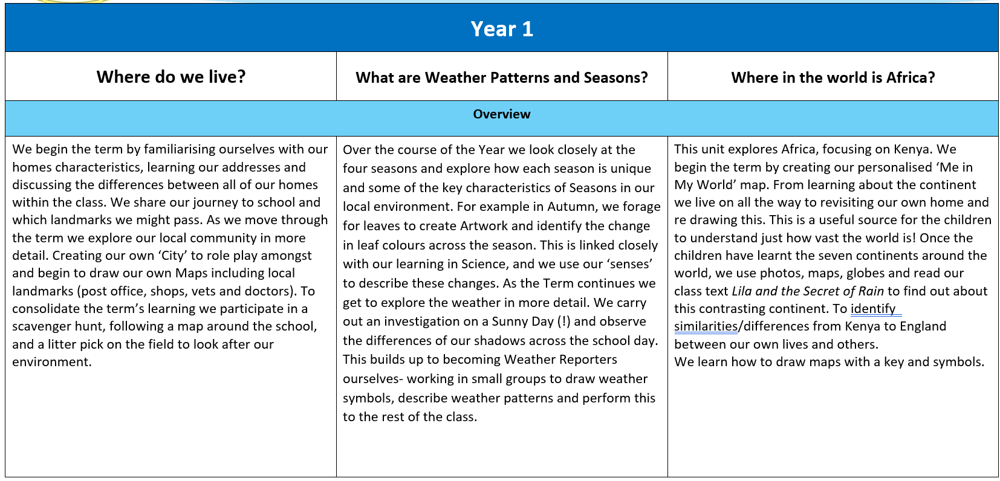 Year 1
Where do we live?
What are Weather Patterns and Seasons?
Where in the world is Africa?
Overview
We begin the term by familiarising ourselves with our
homes characteristics, learning our addresses and
discussing the differences between all of our homes
within the class. We share our journey to school and
which landmarks we might pass. As we move through
the term we explore our local community in more
detail. Creating our own ‘City’ to role play amongst
and begin to draw our own Maps including local
landmarks (post office, shops, vets and doctors). To
consolidate the term’s learning we participate in a
scavenger hunt, following a map around the school,
and a litter pick on the field to look after our
environment.
Over the course of the Year we look closely at the
four seasons and explore how each season is unique
and some of the key characteristics of Seasons in our
local environment. For example in Autumn, we forage
for leaves to create Artwork and identify the change
in leaf colours across the season. This is linked closely
with our learning in Science, and we use our ‘senses’
to describe these changes. As the Term continues we
get to explore the weather in more detail. We carry
out an investigation on a Sunny Day (!) and observe
the differences of our shadows across the school day.
This builds up to becoming Weather Reporters
ourselves- working in small groups to draw weather
symbols, describe weather patterns and perform this
to the rest of the class.
This unit explores Africa, focusing on Kenya. We
begin the term by creating our personalised ‘Me in
My World’ map. From learning about the continent
we live on all the way to revisiting our own home and
re drawing this. This is a useful source for the children
to understand just how vast the world is! Once the
children have learnt the seven continents around the
world, we use photos, maps, globes and read our
class text Lila and the Secret of Rain to find out about
this contrasting continent. To identify
similarities/differences from Kenya to England
between our own lives and others.
We learn how to draw maps with a key and symbols.